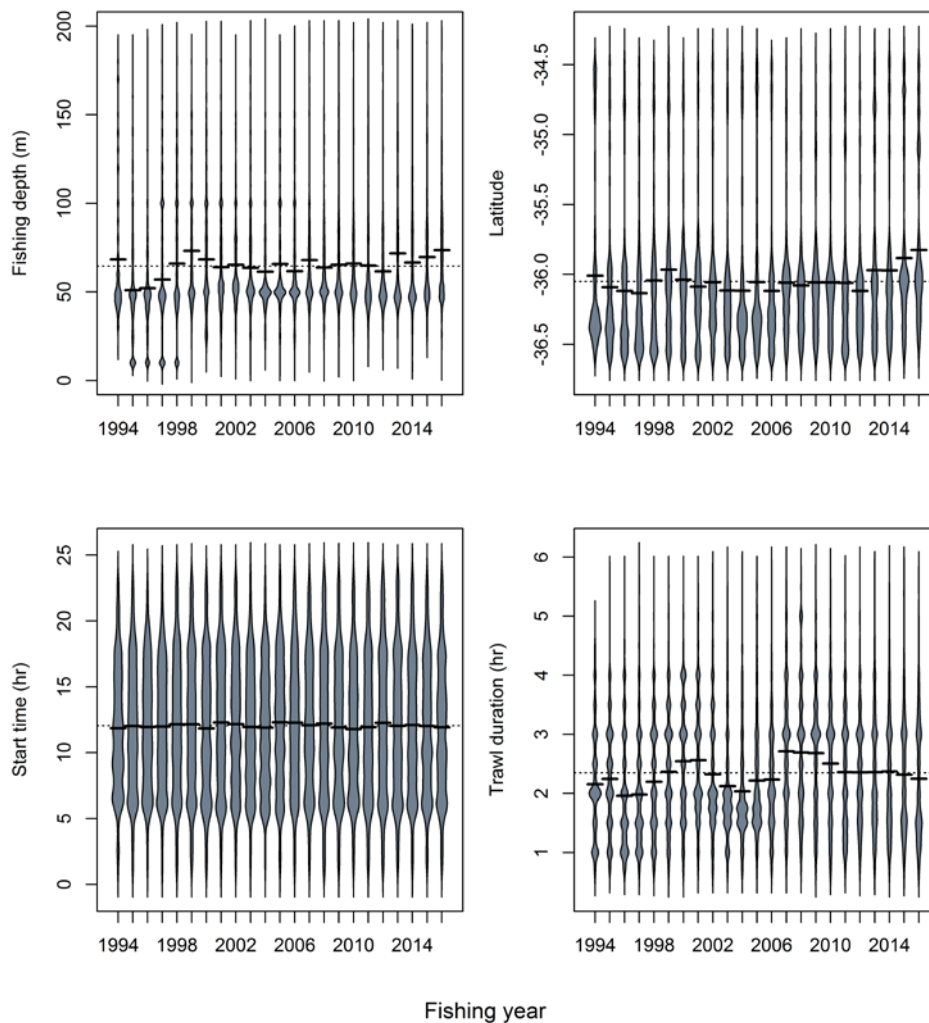 Fishing depth (m)
200
150
100
50
0
1994 1998 2002 2006 2010 2014
Latitude
-34.5
-35.0
-35.5
-36.0
-36.5
1994 1998 2002 2006 2010 2014
Start time (hr)
25
20
15
10
5
0
1994 1998 2002 2006 2010 2014
Trawl duration (hr)
6
5
4
3
2
1
1994 1998 2002 2006 2010 2014
Fishing year